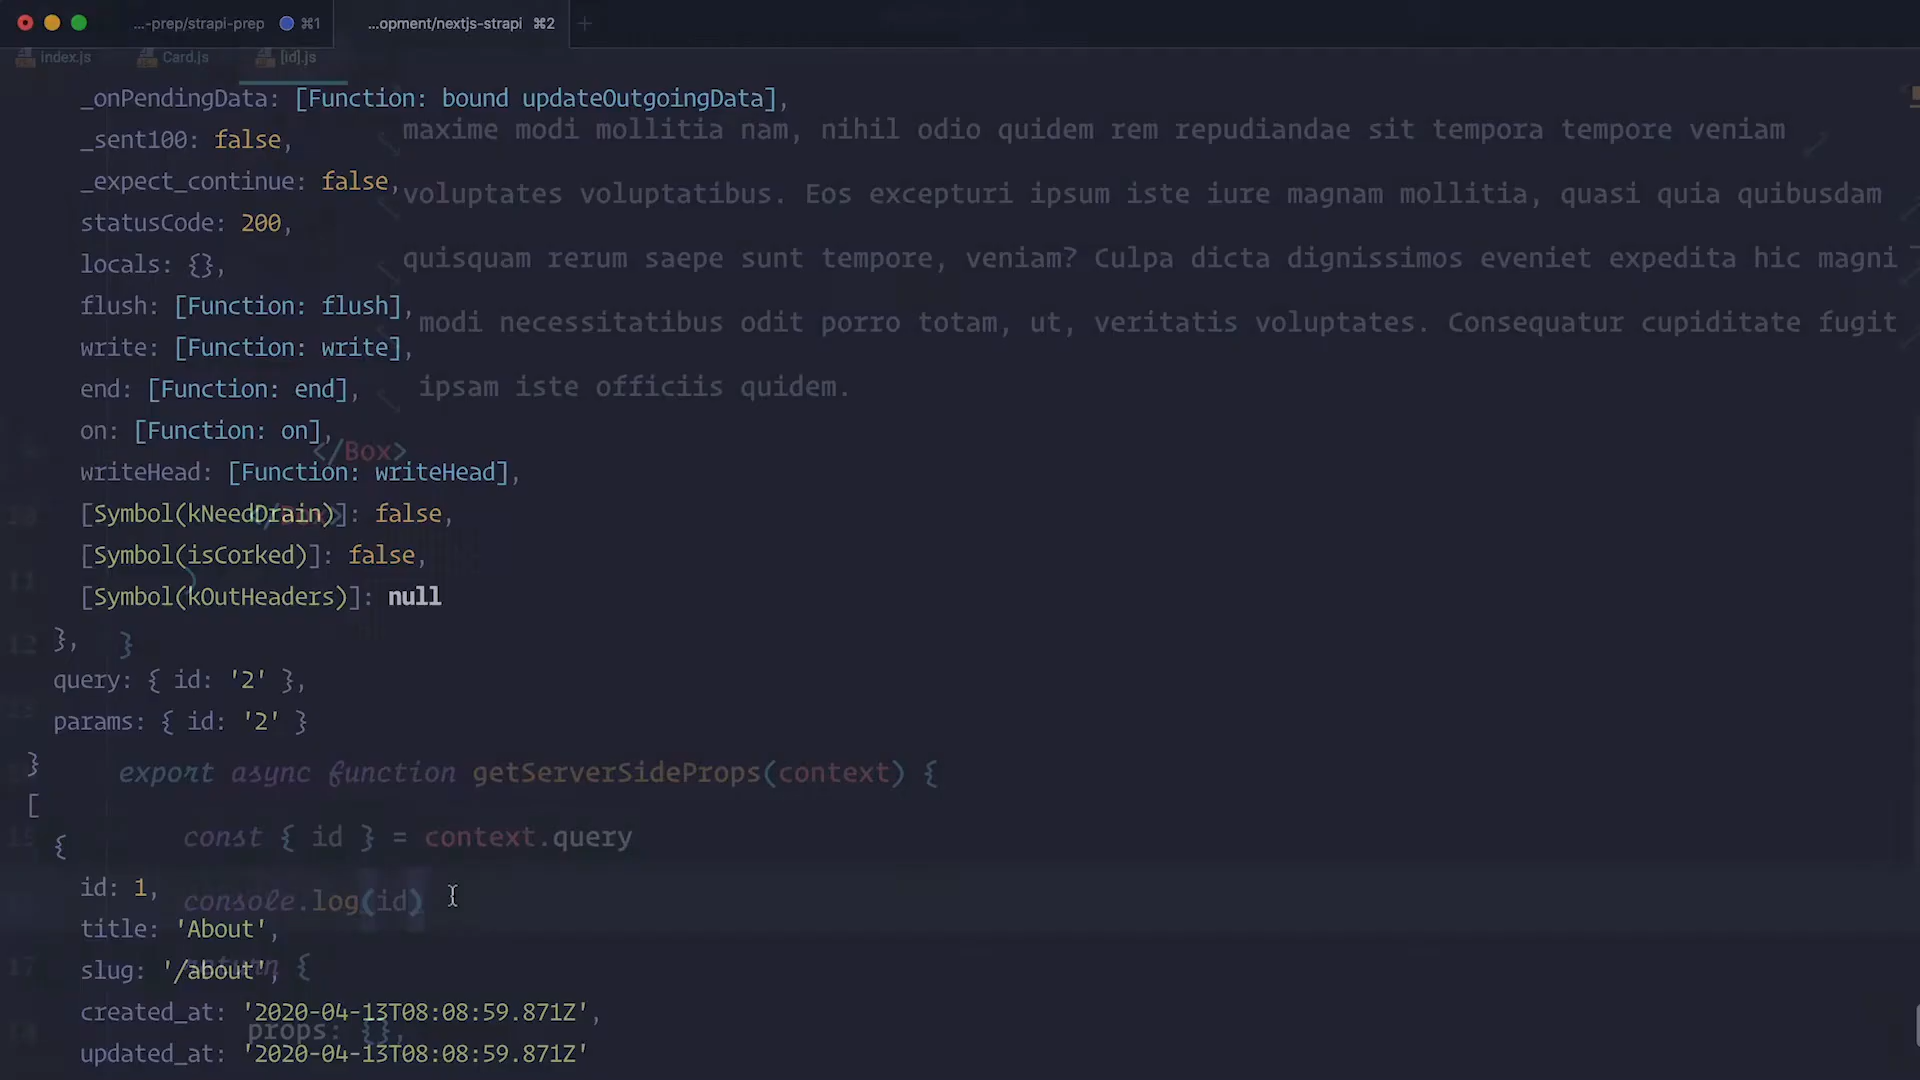 ...-prep/strapi-prep ⌘1 ...opment/nextjs-strapi ⌘2 +
index.js Card.js [id].js
_onPendingData: [Function: bound updateOutgoingData],
maxime modi mollitia nam, nihil odio quidem rem repudiandae sit tempora tempore veniam
_sent100: false,
_expect_continue: false,
voluptates voluptatibus. Eos excepturi ipsum iste iure magnam mollitia, quasi quia quibusdam
statusCode: 200,
quisquam rerum saepe sunt tempore, veniam? Culpa dicta dignissimos eveniet expedita hic magni
locals: {},
flush: [Function: flush],
modi necessitatibus odit porro totam, ut, veritatis voluptates. Consequatur cupiditate fugit
write: [Function: write],
end: [Function: end],
ipsam iste officiis quidem.
on: [Function: on],
</Box>
writeHead: [Function: writeHead],
[Symbol(kNeedDrain)]: false,
[Symbol(isCorked)]: false,
[Symbol(kOutHeaders)]: null
},
12 }
query: { id: '2' },
params: { id: '2' }
}
export async function getServerSideProps(context) {
[
const { id } = context.query
{
id: 1,
console.log(id)
title: 'About',
slug: '/about',
17 return {
created_at: '2020-04-13T08:08:59.871Z',
props: {},
updated_at: '2020-04-13T08:08:59.871Z'